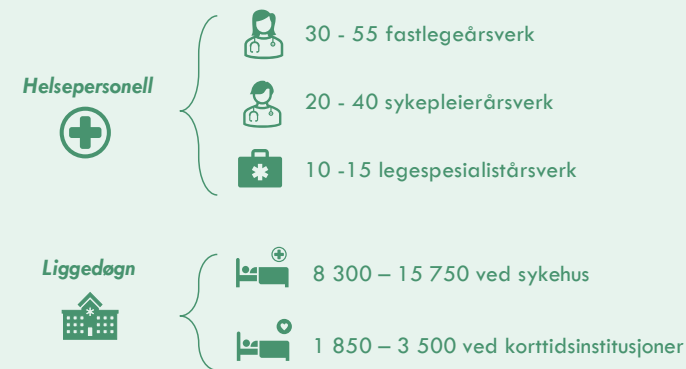 Helsepersonell
30 - 55 fastlegeårsverk
20 - 40 sykepleierårsverk
10 -15 legespesialistårsverk
Liggedøgn
8 300 – 15 750 ved sykehus
1 850 – 3 500 ved korttidsinstitusjoner